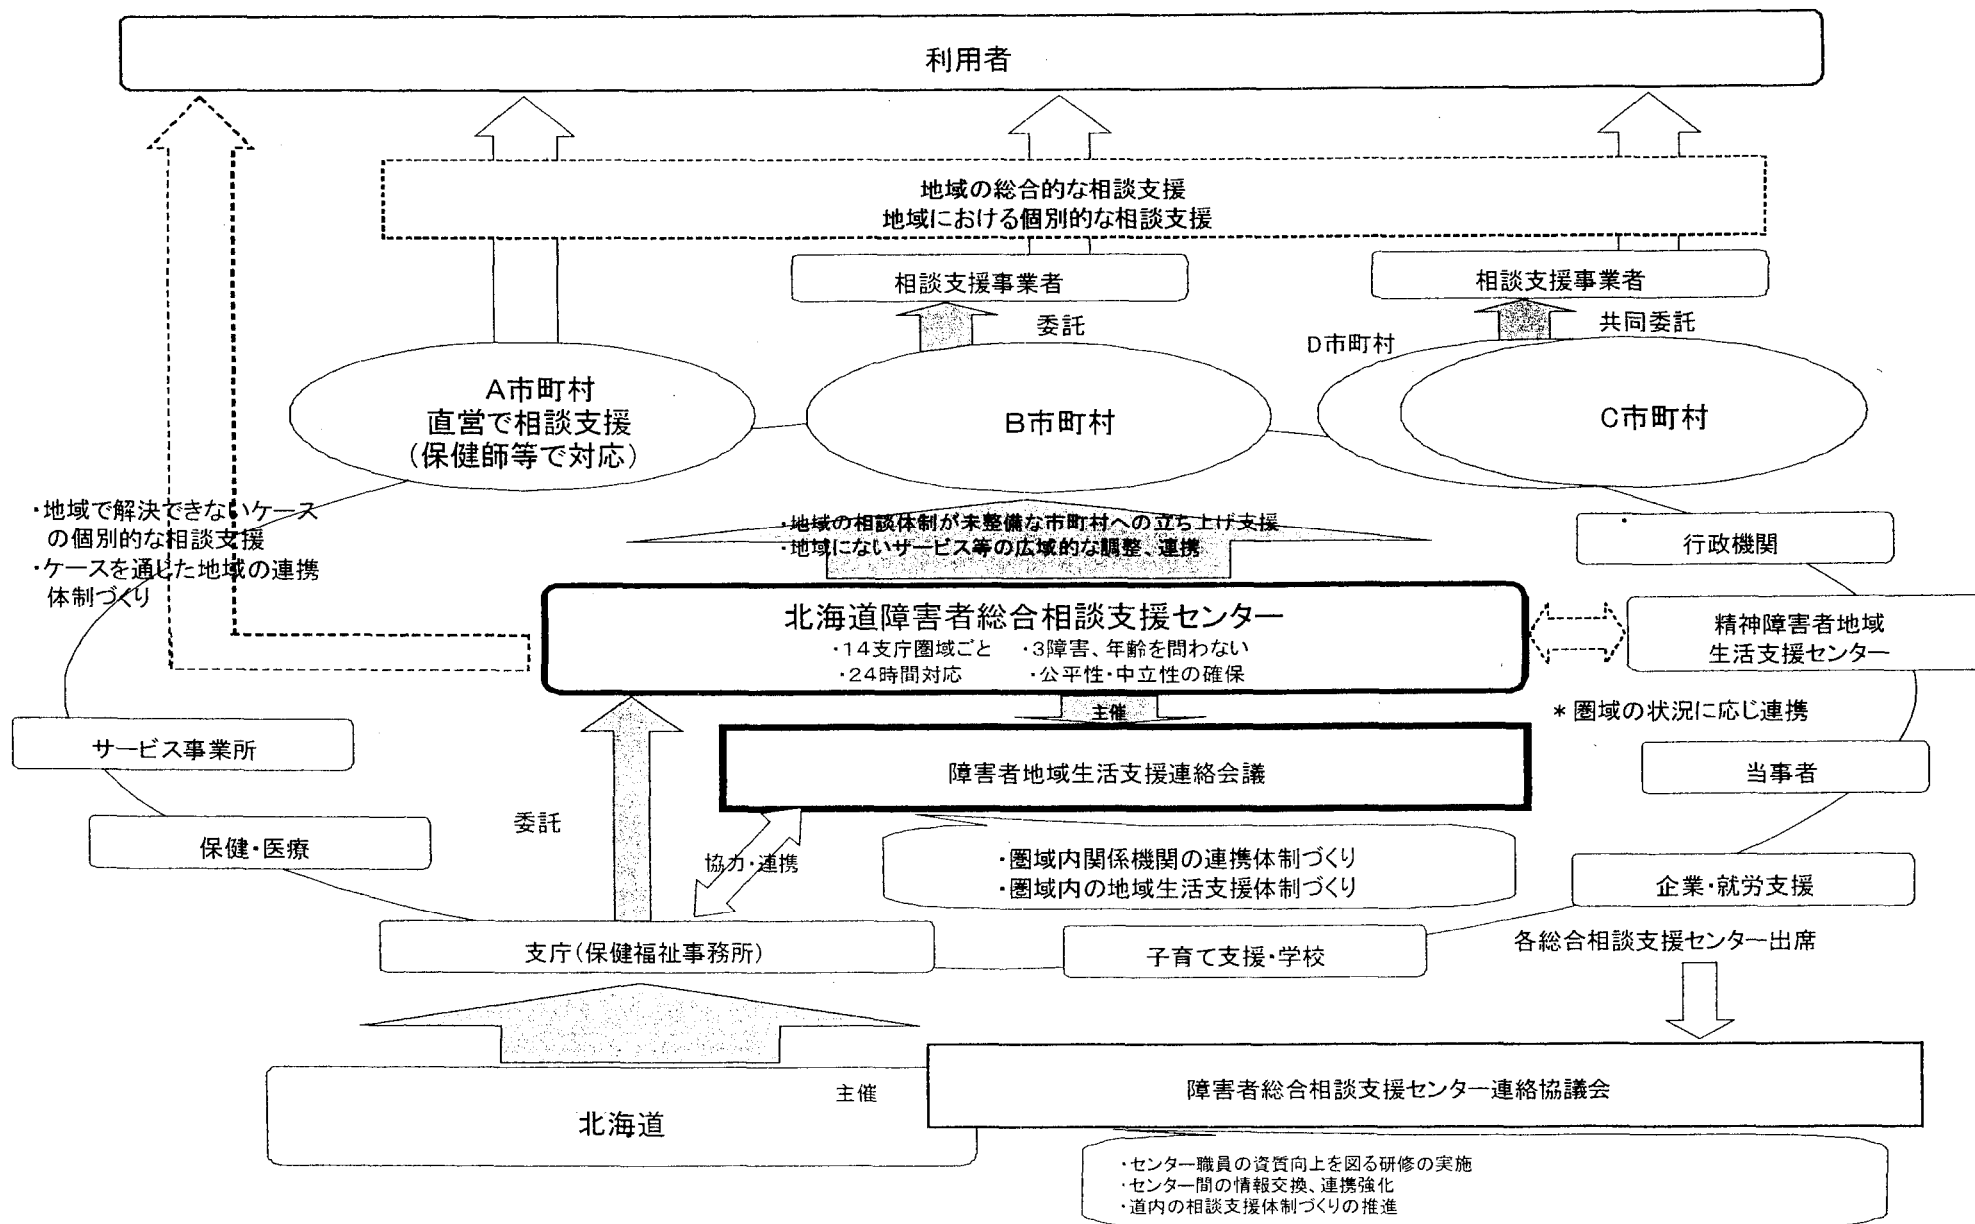 利用者
地域の総合的な相談支援
地域における個別的な相談支援
相談支援事業者
相談支援事業者
委託
共同委託
D市町村
A市町村
直営で相談支援
(保健師等で対応)
B市町村
C市町村
・地域で解決できないケース
の個別的な相談支援
・ケースを通じた地域の連携
体制づくり
・地域の相談体制が未整備な市町村への立ち上げ支援
・地域にないサービス等の広域的な調整、連携
行政機関
北海道障害者総合相談支援センター
・14支庁圏域ごと ・3障害、年齢を問わない
・24時間対応 ・公平性・中立性の確保
精神障害者地域
生活支援センター
主催
*圏域の状況に応じ連携
サービス事業所
障害者地域生活支援連絡会議
当事者
委託
保健・医療
協力・連携
・圏域内関係機関の連携体制づくり
・圏域内の地域生活支援体制づくり
企業・就労支援
支庁(保健福祉事務所)
子育て支援・学校
各総合相談支援センター出席
主催
障害者総合相談支援センター連絡協議会
北海道
・センター職員の資質向上を図る研修の実施
・センター間の情報交換、連携強化
・道内の相談支援体制づくりの推進